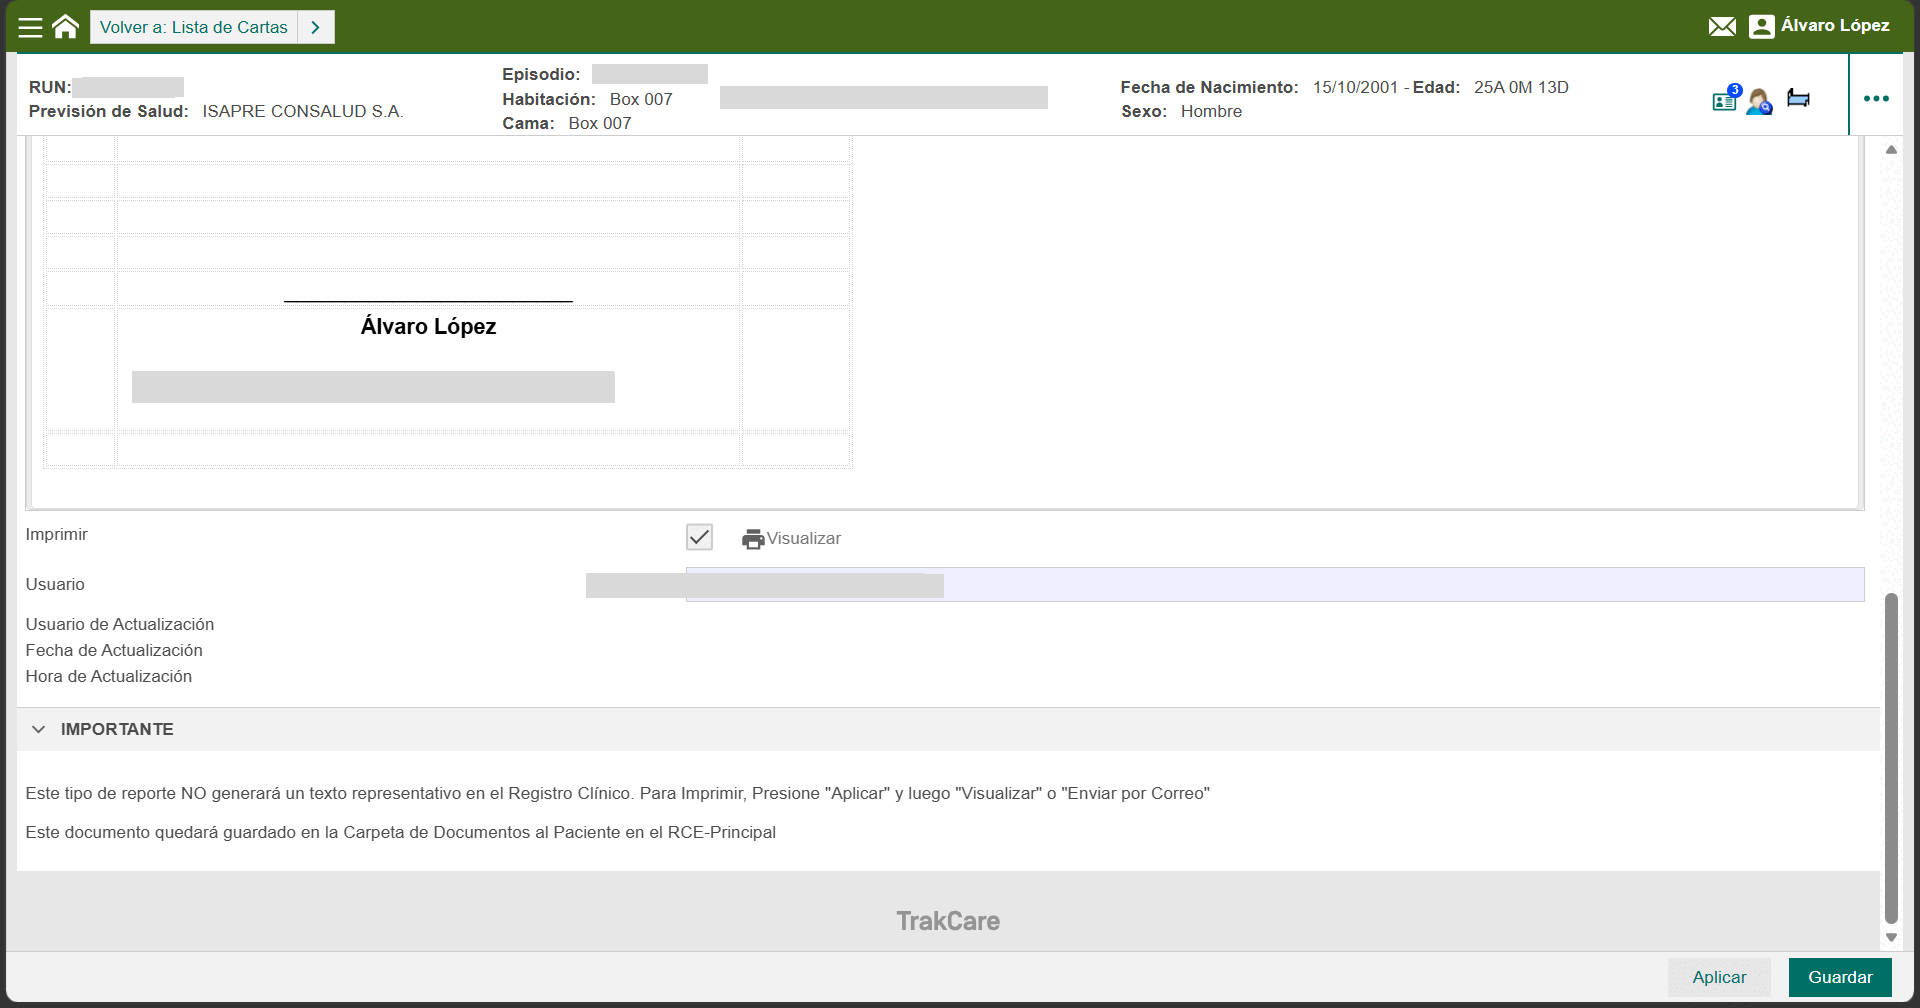 Volver a: Lista de Cartas
Álvaro López
RUN:
Previsión de Salud: ISAPRE CONSALUD S.A.
Episodio:
Habitación: Box 007
Cama: Box 007
Fecha de Nacimiento: 15/10/2001 - Edad: 25A 0M 13D
Sexo: Hombre
3
Álvaro López
Imprimir
Visualizar
Usuario
Usuario de Actualización
Fecha de Actualización
Hora de Actualización
IMPORTANTE
Este tipo de reporte NO generará un texto representativo en el Registro Clínico. Para Imprimir, Presione "Aplicar" y luego "Visualizar" o "Enviar por Correo"
Este documento quedará guardado en la Carpeta de Documentos al Paciente en el RCE-Principal
TrakCare
Aplicar
Guardar